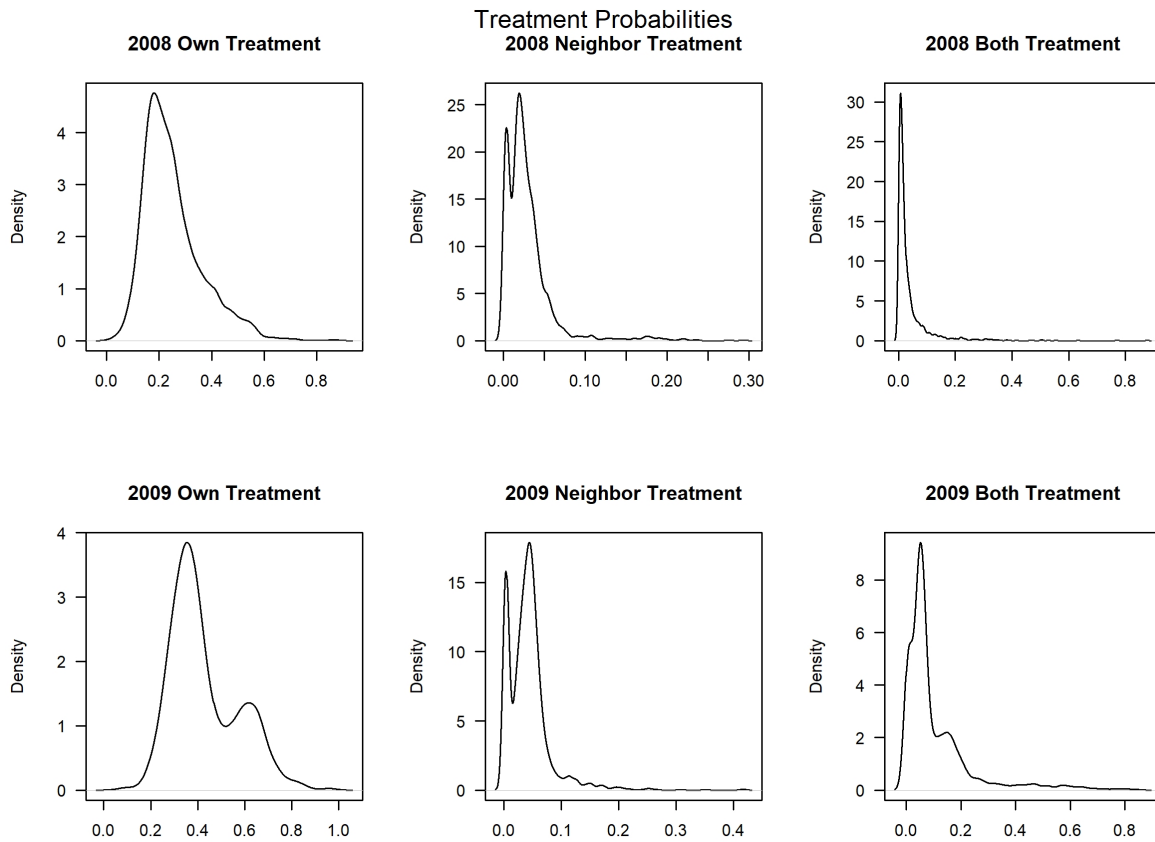 Treatment Probabilities
2008 Own Treatment
Density
0 1 2 3 4
0.0 0.2 0.4 0.6 0.8
2008 Neighbor Treatment
Density
0 5 10 15 20 25
0.00 0.10 0.20 0.30
2008 Both Treatment
Density
0 5 10 15 20 25 30
0.0 0.2 0.4 0.6 0.8
2009 Own Treatment
Density
0 1 2 3 4
0.0 0.2 0.4 0.6 0.8 1.0
2009 Neighbor Treatment
Density
0 5 10 15
0.0 0.1 0.2 0.3 0.4
2009 Both Treatment
Density
0 2 4 6 8
0.0 0.2 0.4 0.6 0.8